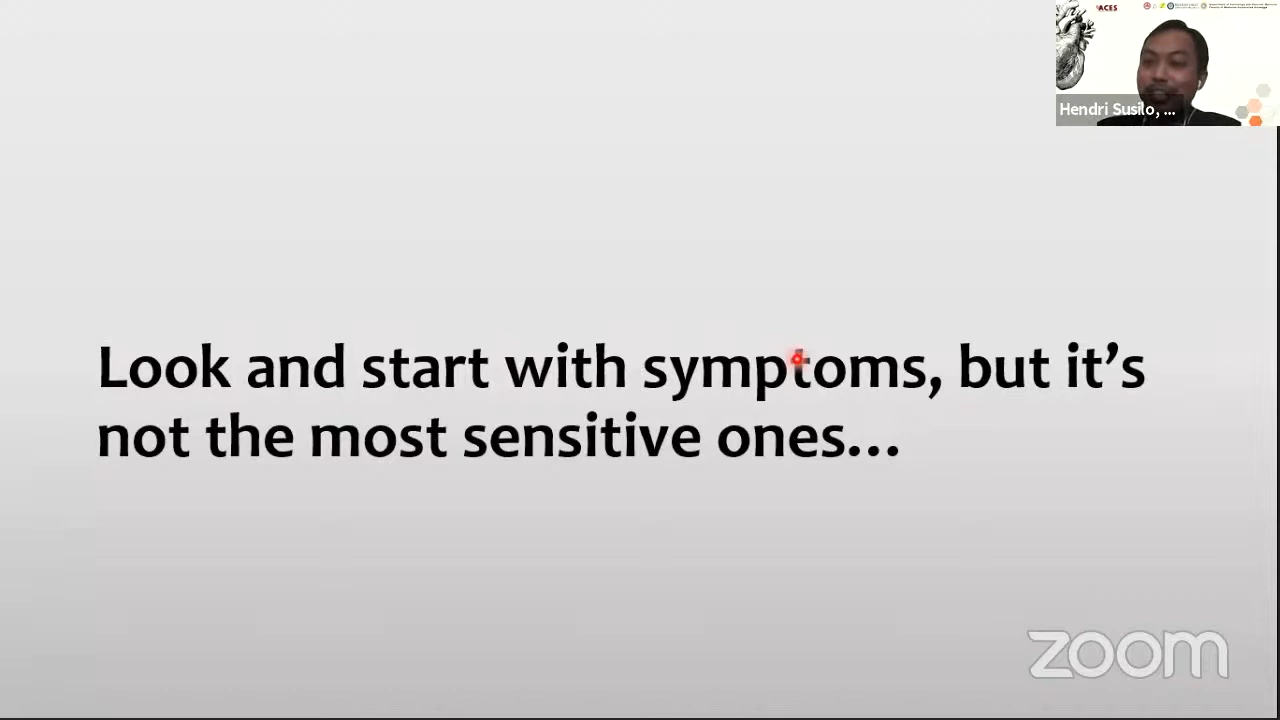 ACES
Hendri Susilo, ...
Look and start with symptoms, but it’s
not the most sensitive ones...
zoom